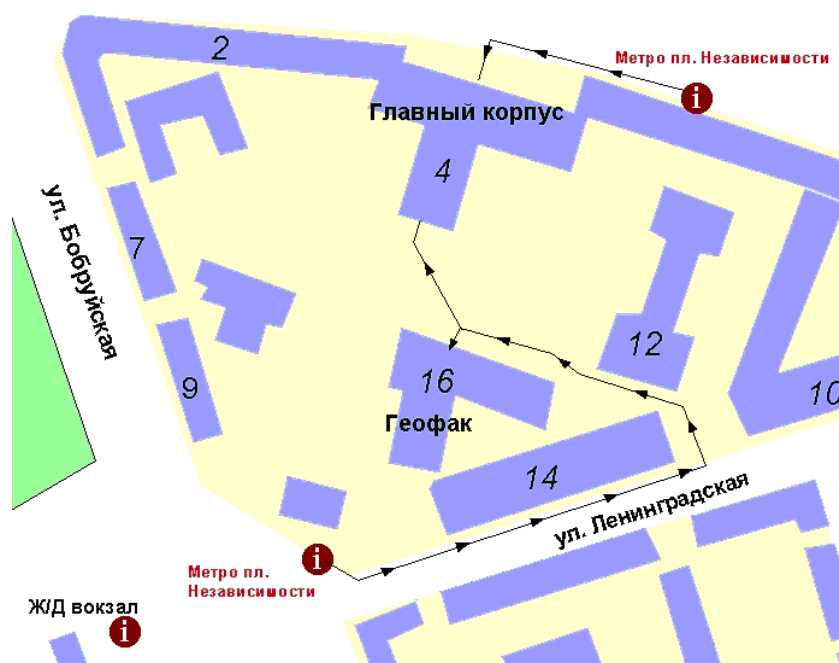 2
Метро пл. Независимости
i
Главный корпус
4
ул. Бобруйская
7
12
16
9
10
Геофак
14
ул. Ленинградская
i
Метро пл.
Независимости
Ж/Д вокзал
i